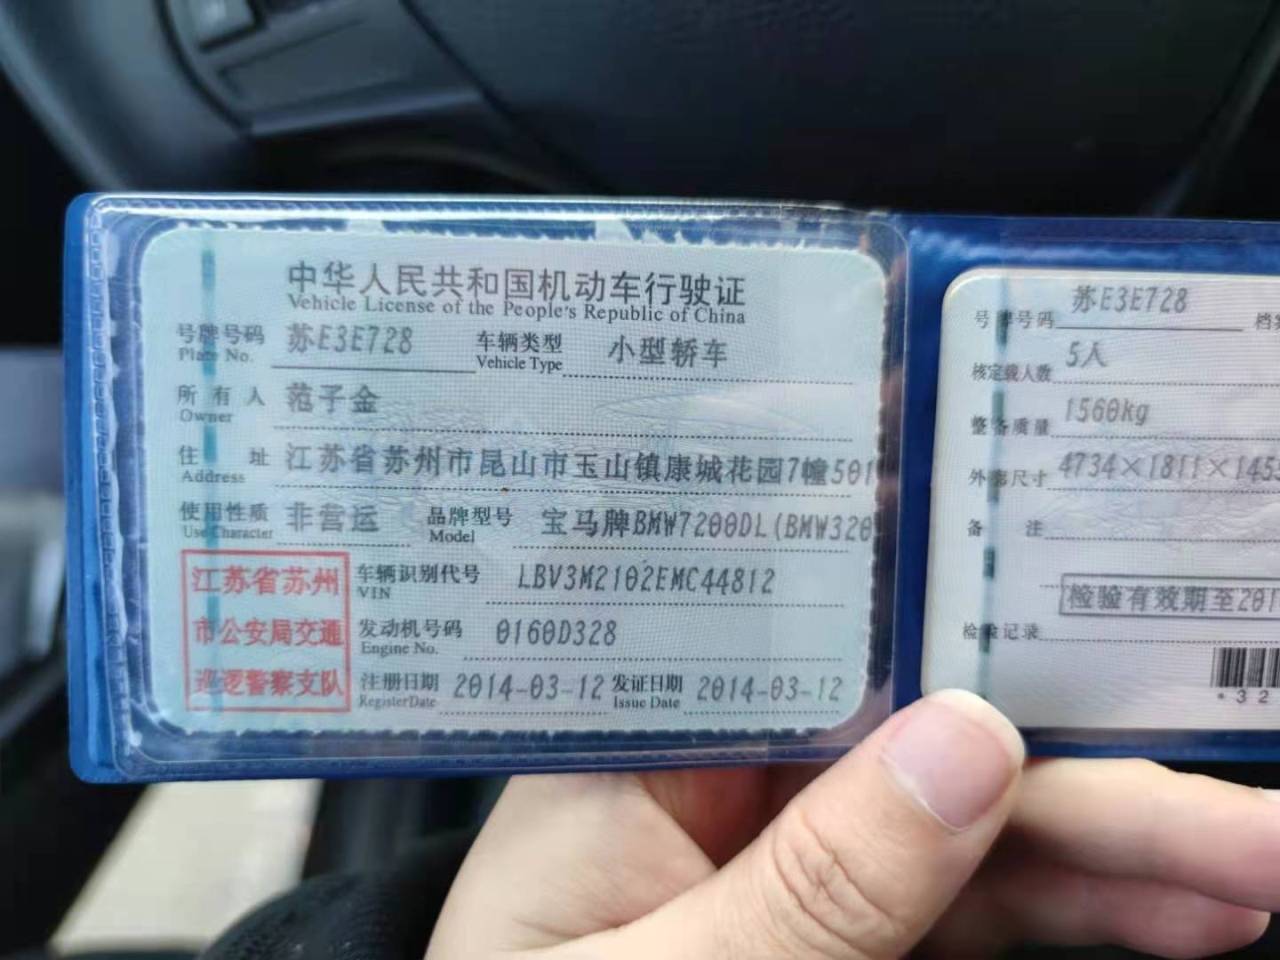 中华人民共和国机动车行驶证
Vehicle License of the People's Republic of China
号牌号码 苏E3E728 车辆类型 小型轿车
Plate No. Vehicle Type
所有人 范子金
Owner
住址 江苏省苏州市昆山市玉山镇康城花园7幢501
Address
使用性质 非营运 品牌型号 宝马牌BMW7200DL(BMW320
Use Character Model
江苏省苏州
市公安局交通
巡逻警察支队
车辆识别代号 LBV3M2102EMC44812
VIN
发动机号码 0160D328
Engine No.
注册日期 2014-03-12 发证日期 2014-03-12
Register Date Issue Date
号牌号码 苏E3E728 档案
核定载人数 5人
整备质量 1560kg
外廓尺寸 4734×1811×1455
备注
检验有效期至201
检验记录
*32